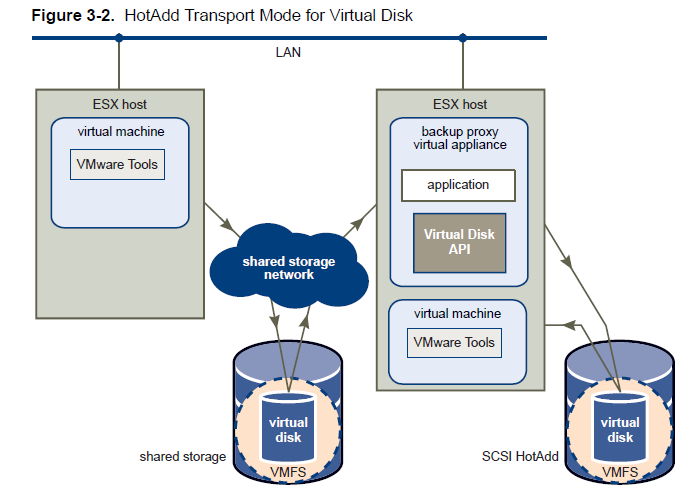 Figure 3-2. HotAdd Transport Mode for Virtual Disk
LAN
ESX host
virtual machine
VMware Tools
ESX host
backup proxy
virtual appliance
application
Virtual Disk
API
shared storage
network
virtual machine
VMware Tools
virtual
disk
shared storage
VMFS
virtual
disk
SCSI HotAdd
VMFS